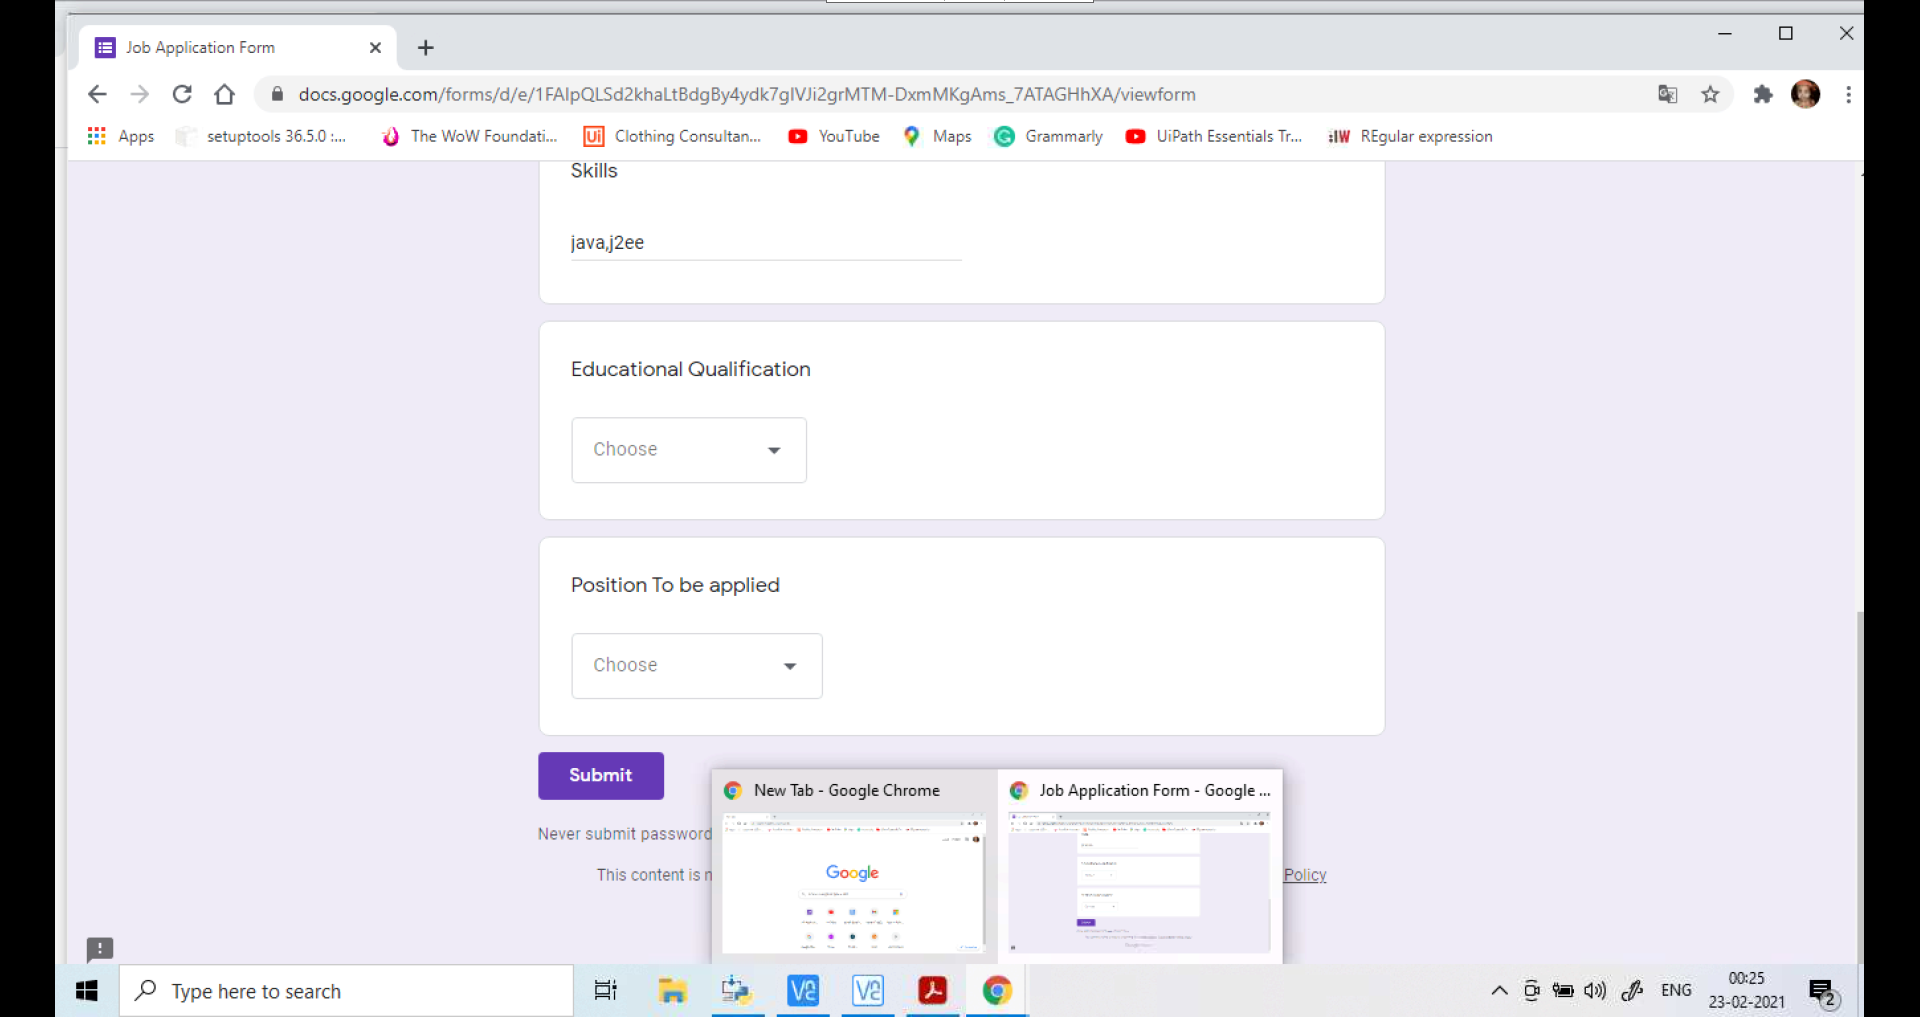 Job Application Form
docs.google.com/forms/d/e/1FAIpQLSd2khaLtBdgBy4ydk7gIVJi2grMTM-DxmMKgAms_7ATAGHhXA/viewform
Apps setuptools 36.5.0 :... The WoW Foundati... Ui Clothing Consultan... YouTube Maps Grammarly UiPath Essentials Tr... REgular expression
Skills
java,j2ee
Educational Qualification
Choose
Position To be applied
Choose
Submit
New Tab - Google Chrome
Job Application Form - Google ...
Never submit password
This content is n
Policy
Google
Type here to search
ENG
00:25
23-02-2021
2